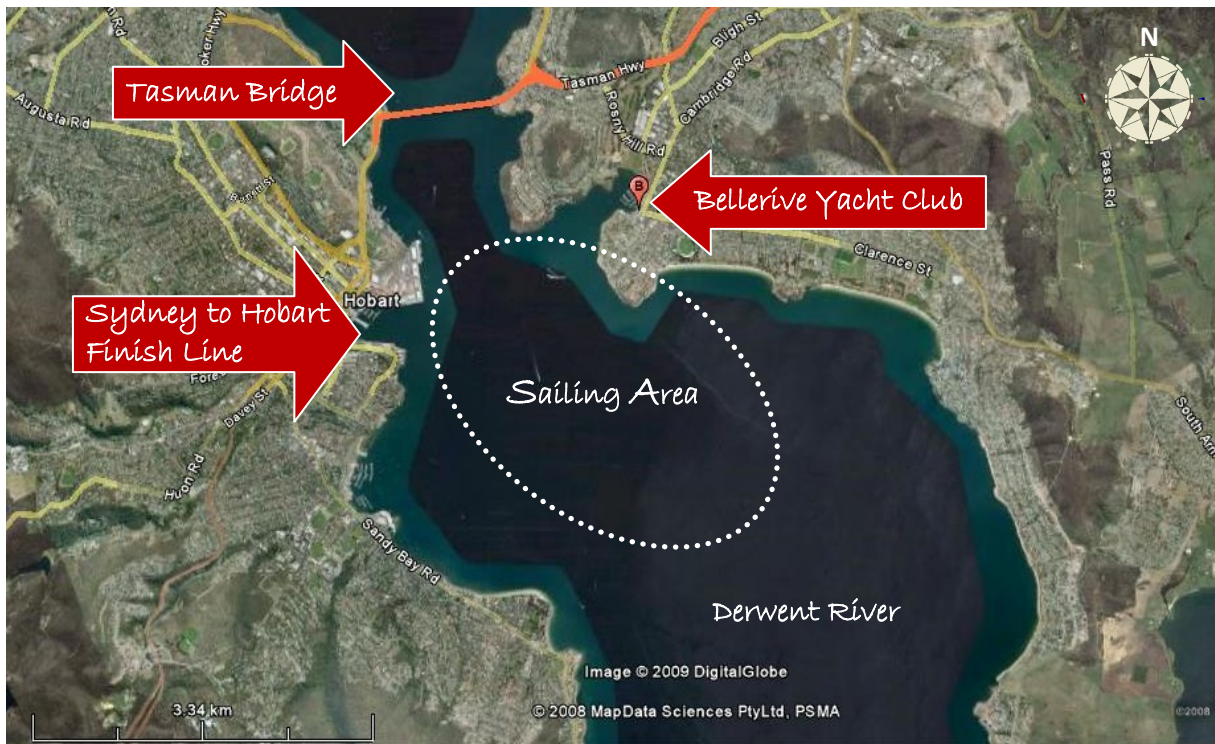 N
Bligh St
Tasman Hwy
Tasman Bridge
Cambridge Rd
Augusta Rd
Rosny Hill Rd
Pass Rd
B
Bellerive Yacht Club
Clarence St
Hobart
Sydney to Hobart
Finish Line
Sailing Area
Davey St
South Arm
Huon Rd
Sandy Bay Rd
Derwent River
Image © 2009 DigitalGlobe
3.34 km
© 2008 MapData Sciences PtyLtd, PSMA
©2008